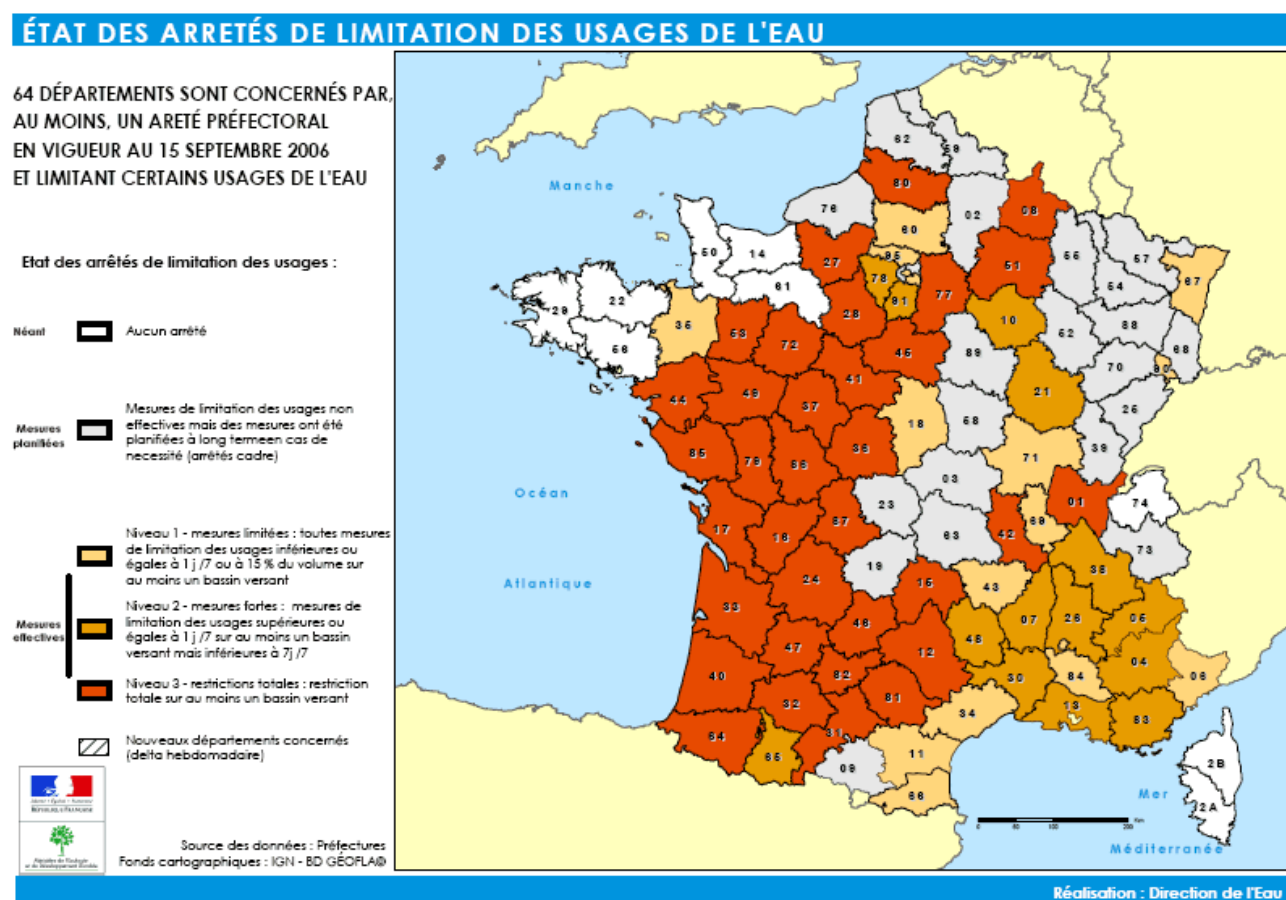 ÉTAT DES ARRETÉS DE LIMITATION DES USAGES DE L'EAU
64 DÉPARTEMENTS SONT CONCERNÉS PAR,
AU MOINS, UN ARETÉ PRÉFECTORAL
EN VIGUEUR AU 15 SEPTEMBRE 2006
ET LIMITANT CERTAINS USAGES DE L'EAU
Etat des arrêtés de limitation des usages :
Néant
Aucun arrêté
Mesures
planifiées
Mesures de limitation des usages non
effectives mais des mesures ont été
planifiées à long termeen cas de
necessité (arrêtés cadre)
Mesures
effectives
Niveau 1 - mesures limitées : toutes mesures
de limitation des usages inférieures ou
égales à 1 j /7 ou à 15 % du volume sur
au moins un bassin versant
Niveau 2 - mesures fortes : mesures de
limitation des usages supérieures ou
égales à 1 j /7 sur au moins un bassin
versant mais inférieures à 7j /7
Niveau 3 - restrictions totales : restriction
totale sur au moins un bassin versant
Nouveaux départements concernés
(delta hebdomadaire)
Liberté • Égalité • Fraternité
RÉPUBLIQUE FRANÇAISE
Source des données : Préfectures
Fonds cartographiques : IGN - BD GÉOFLA®
Manche
Océan
Atlantique
Mer
Méditerranée
62
59
80
76
02
08
60
50
14
27
95
51
55
57
67
61
78
91
77
54
22
29
35
28
10
52
88
68
56
53
72
45
89
70
90
44
49
41
21
25
37
18
58
39
85
79
86
36
71
03
01
74
17
16
87
23
63
42
69
73
24
19
15
43
38
33
46
48
07
26
05
47
12
04
40
82
30
84
06
32
81
34
13
83
64
31
65
09
11
66
2B
2A
0
50
100
200
Km
Réalisation : Direction de l'Eau